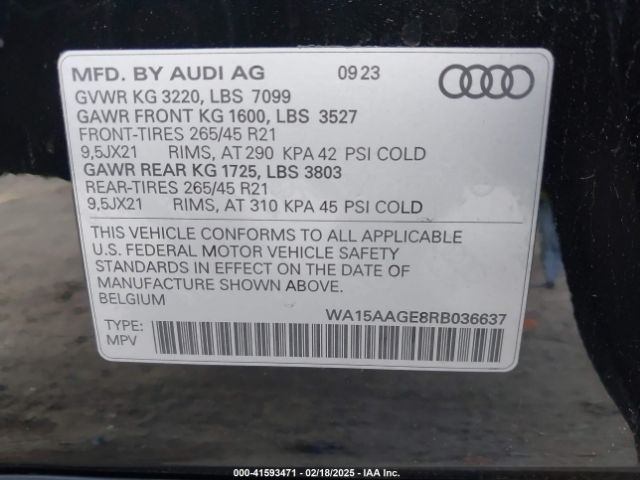 MFD. BY AUDI AG 09 23
GVWR KG 3220, LBS 7099
GAWR FRONT KG 1600, LBS 3527
FRONT-TIRES 265/45 R21
9,5JX21 RIMS, AT 290 KPA 42 PSI COLD
GAWR REAR KG 1725, LBS 3803
REAR-TIRES 265/45 R21
9,5JX21 RIMS, AT 310 KPA 45 PSI COLD
THIS VEHICLE CONFORMS TO ALL APPLICABLE
U.S. FEDERAL MOTOR VEHICLE SAFETY
STANDARDS IN EFFECT ON THE DATE OF
MANUFACTURE SHOWN ABOVE.
BELGIUM
WA15AAGE8RB036637
TYPE:
MPV
000-41593471 — 02/18/2025 — IAA Inc.